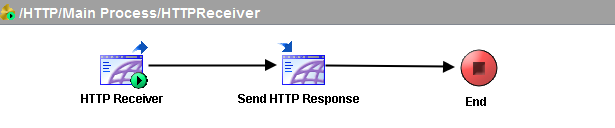 /HTTP/Main Process/HTTPReceiver
HTTP Receiver
Send HTTP Response
End